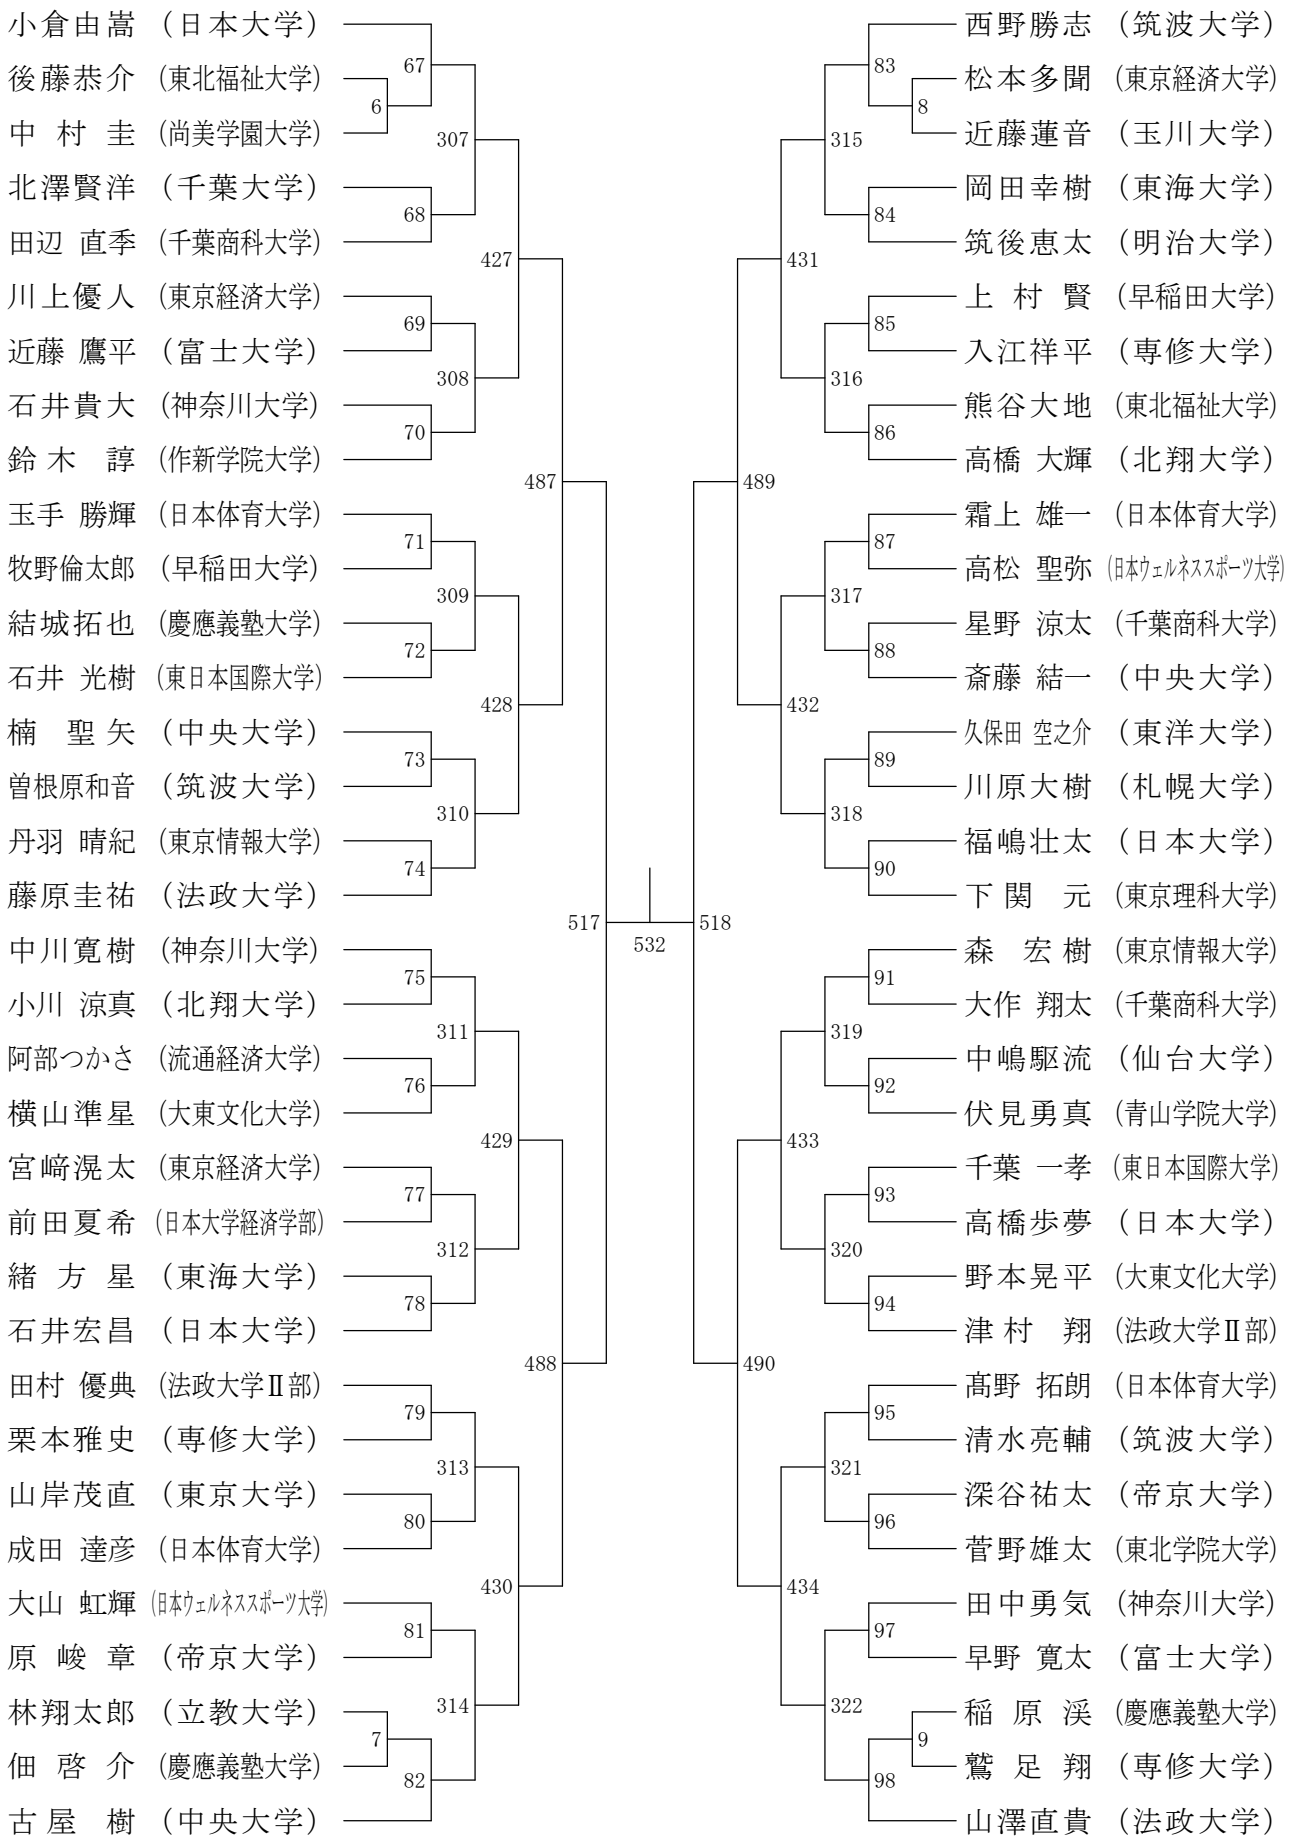 小倉由嵩 (日本大学)
67
後藤恭介 (東北福祉大学)
6
中村圭 (尚美学園大学)
307
北澤賢洋 (千葉大学)
68
田辺 直季 (千葉商科大学)
427
川上優人 (東京経済大学)
69
近藤 鷹平 (富士大学)
308
石井貴大 (神奈川大学)
70
鈴木 諄 (作新学院大学)
487
玉手 勝輝 (日本体育大学)
71
牧野倫太郎 (早稲田大学)
309
結城拓也 (慶應義塾大学)
72
石井 光樹 (東日本国際大学)
428
楠 聖矢 (中央大学)
73
曽根原和音 (筑波大学)
310
丹羽 晴紀 (東京情報大学)
74
藤原圭祐 (法政大学)
517
中川寛樹 (神奈川大学)
75
小川 涼真 (北翔大学)
311
阿部つかさ (流通経済大学)
76
横山準星 (大東文化大学)
429
宮﨑滉太 (東京経済大学)
77
前田夏希 (日本大学経済学部)
312
緒方星 (東海大学)
78
石井宏昌 (日本大学)
488
田村 優典 (法政大学Ⅱ部)
79
栗本雅史 (専修大学)
313
山岸茂直 (東京大学)
80
成田 達彦 (日本体育大学)
430
大山 虹輝 (日本ウェルネススポーツ大学)
81
原峻章 (帝京大学)
314
林翔太郎 (立教大学)
7
佃啓介 (慶應義塾大学)
82
古屋 樹 (中央大学)
532
西野勝志 (筑波大学)
83
松本多聞 (東京経済大学)
8
近藤蓮音 (玉川大学)
315
岡田幸樹 (東海大学)
84
筑後恵太 (明治大学)
431
上村賢 (早稲田大学)
85
入江祥平 (専修大学)
316
熊谷大地 (東北福祉大学)
86
高橋 大輝 (北翔大学)
489
霜上 雄一 (日本体育大学)
87
高松 聖弥 (日本ウェルネススポーツ大学)
317
星野 涼太 (千葉商科大学)
88
斎藤 結一 (中央大学)
432
久保田 空之介 (東洋大学)
89
川原大樹 (札幌大学)
318
福嶋壮太 (日本大学)
90
下関 元 (東京理科大学)
518
森 宏樹 (東京情報大学)
91
大作 翔太 (千葉商科大学)
319
中嶋駆流 (仙台大学)
92
伏見勇真 (青山学院大学)
433
千葉 一孝 (東日本国際大学)
93
高橋歩夢 (日本大学)
320
野本晃平 (大東文化大学)
94
津村 翔 (法政大学Ⅱ部)
490
髙野 拓朗 (日本体育大学)
95
清水亮輔 (筑波大学)
321
深谷祐太 (帝京大学)
96
菅野雄太 (東北学院大学)
434
田中勇気 (神奈川大学)
97
早野 寛太 (富士大学)
322
稲原渓 (慶應義塾大学)
9
鷲足翔 (専修大学)
98
山澤直貴 (法政大学)